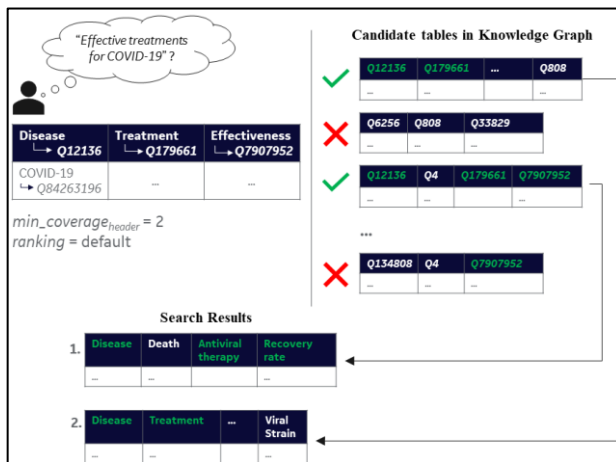 "Effective treatments
for COVID-19"?
Disease Treatment Effectiveness
Q12136 Q179661 Q7907952
COVID-19 ... ...
Q84263196
min_coverage header = 2
ranking = default
Candidate tables in Knowledge Graph
Q12136 Q179661 ... Q808
... ... ...
Q6256 Q808 Q33829
... ... ...
Q12136 Q4 Q179661 Q7907952
... ... ...
...
Q134808 Q4 Q7907952
... ... ...
Search Results
1.
Disease Death Antiviral Recovery
therapy rate
... ... ...
2.
Disease Treatment ... Viral
Strain
... ... ... ...